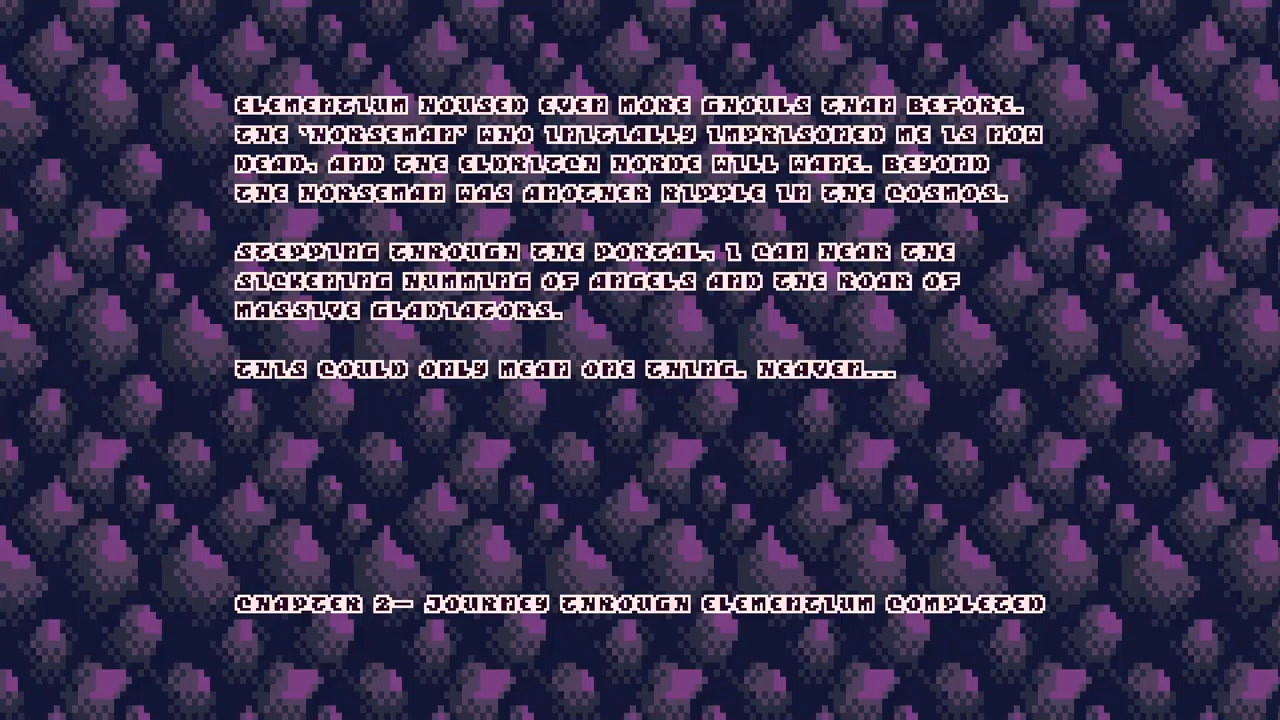 ELEMENTIUM HOUSED EVEN MORE GHOULS THAN BEFORE.
THE 'HORSEMAN' WHO INITIALLY IMPRISONED ME IS NOW
DEAD, AND THE ELDRITCH HORDE WILL WANE. BEYOND
THE HORSEMAN WAS ANOTHER RIPPLE IN THE COSMOS.
STEPPING THROUGH THE PORTAL, I CAN HEAR THE
SICKENING HUMMING OF ANGELS AND THE ROAR OF
MASSIVE GLADIATORS.
THIS COULD ONLY MEAN ONE THING. HEAVEN...
CHAPTER 2- JOURNEY THROUGH ELEMENTIUM COMPLETED